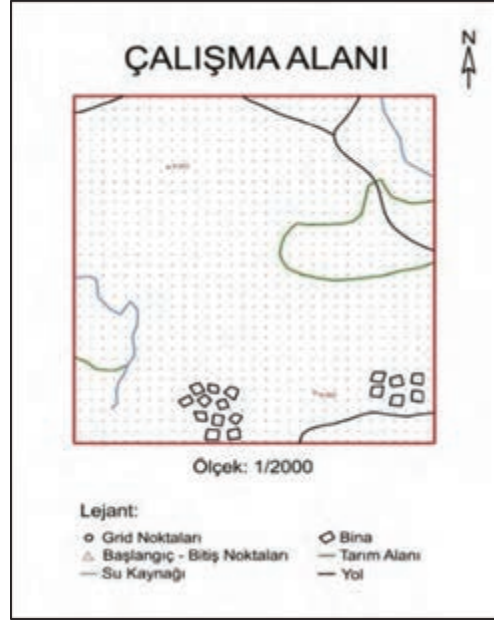 N
ÇALIŞMA ALANI
Ölçek: 1/2000
Lejant:
Grid Noktaları
Bina
Başlangıç - Bitiş Noktaları
Tarım Alanı
Su Kaynağı
Yol